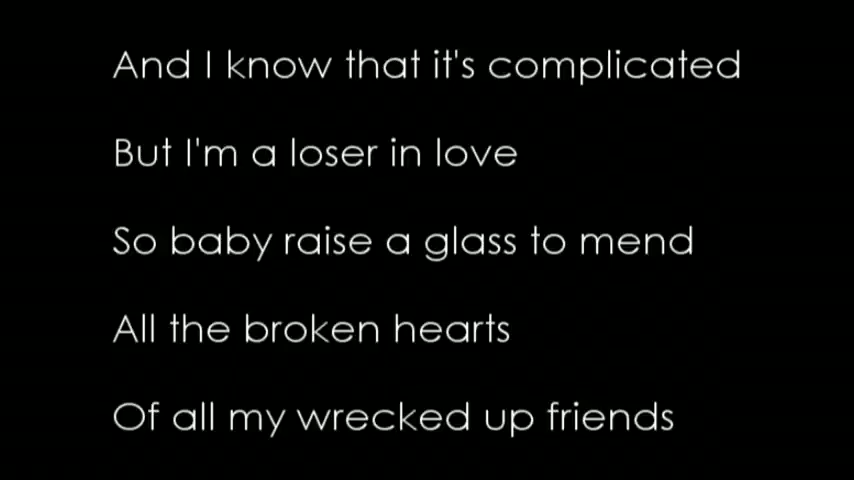 And I know that it's complicated
But I'm a loser in love
So baby raise a glass to mend
All the broken hearts
Of all my wrecked up friends